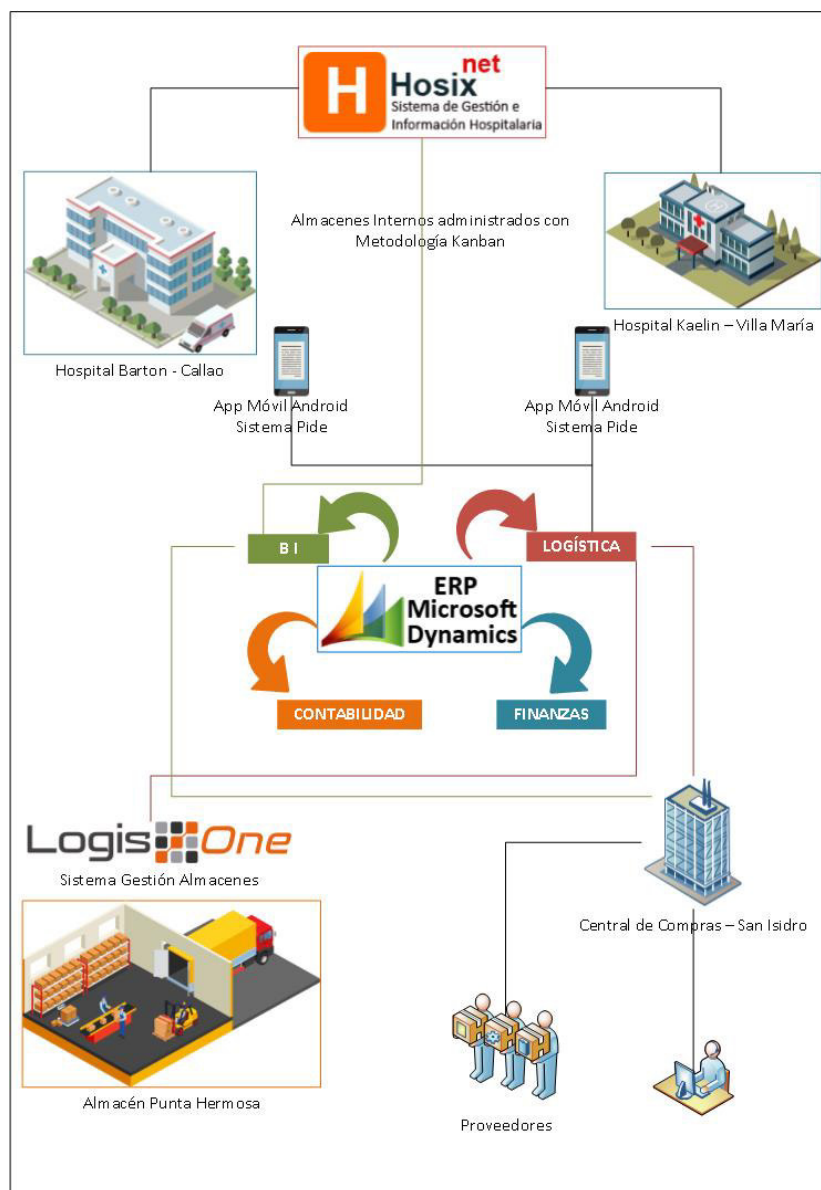 H
net
Hosix
Sistema de Gestión e
Información Hospitalaria
Almacenes Internos administrados con
Metodología Kanban
Hospital Barton - Callao
Hospital Kaelin – Villa María
App Móvil Android
Sistema Pide
App Móvil Android
Sistema Pide
B I
LOGÍSTICA
ERP
Microsoft
Dynamics
CONTABILIDAD
FINANZAS
Logis One
Sistema Gestión Almacenes
Central de Compras – San Isidro
Almacén Punta Hermosa
Proveedores